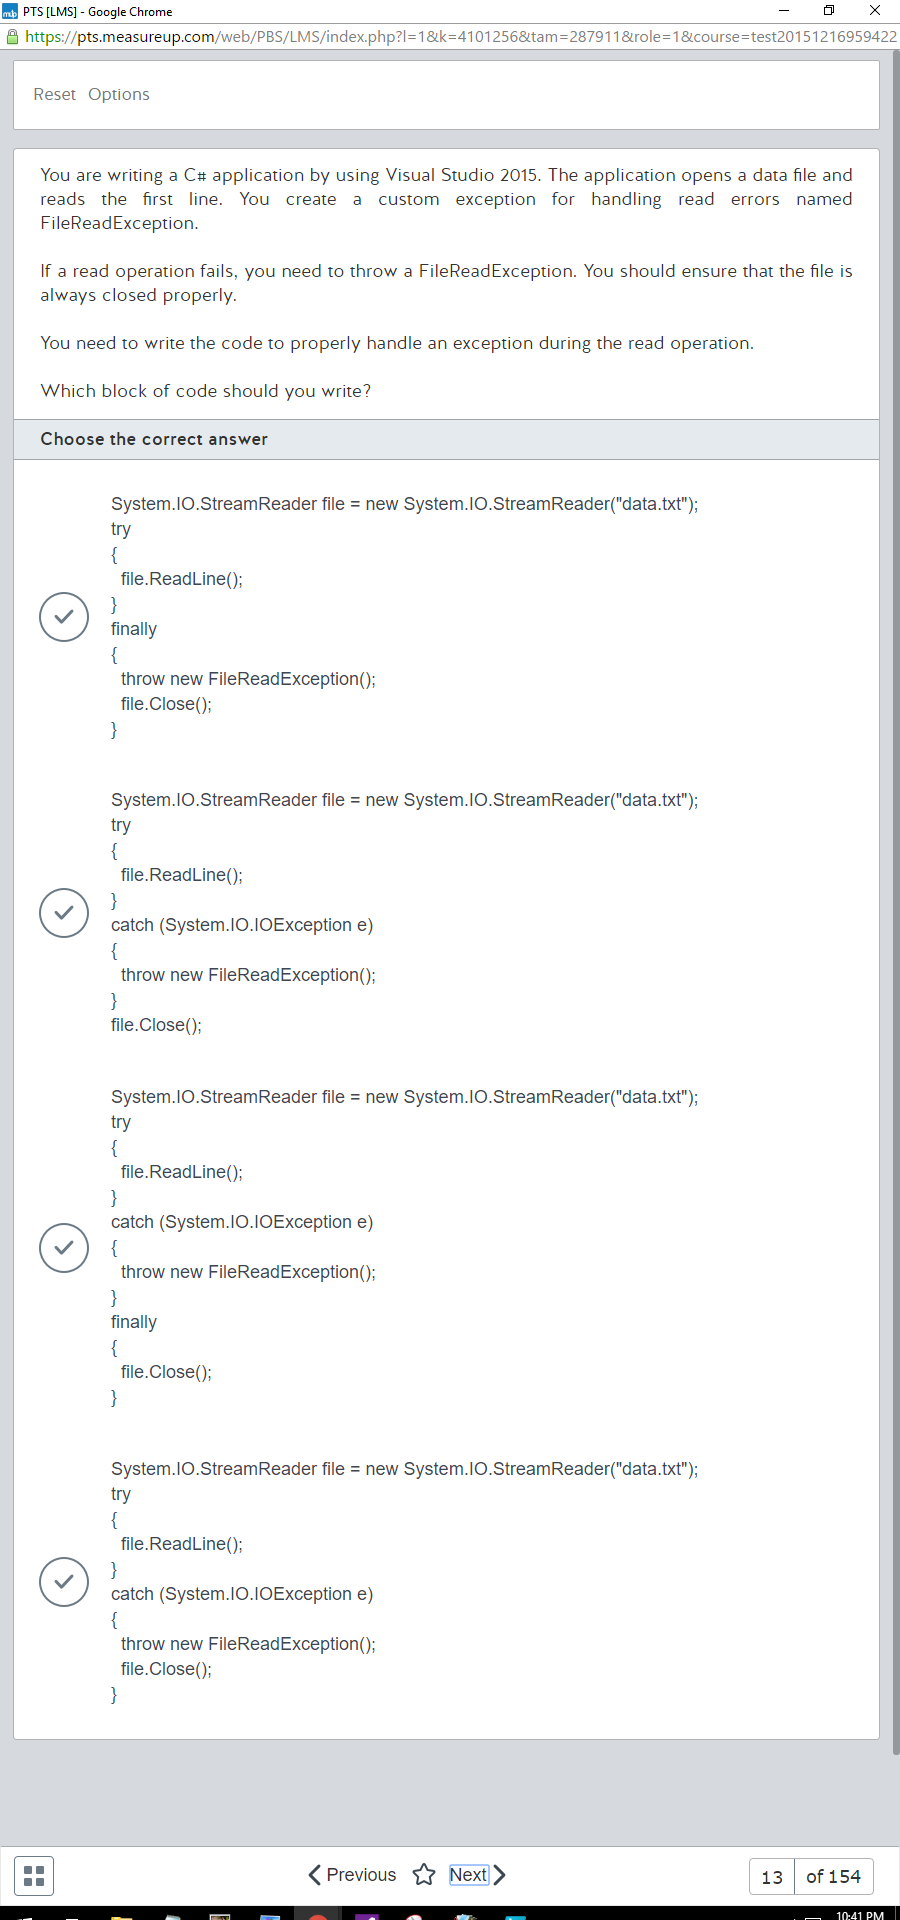 mup PTS [LMS] - Google Chrome
https://pts.measureup.com/web/PBS/LMS/index.php?l=1&k=4101256&tam=287911&role=1&course=test20151216959422
Reset Options
You are writing a C# application by using Visual Studio 2015. The application opens a data file and
reads the first line. You create a custom exception for handling read errors named
FileReadException.
If a read operation fails, you need to throw a FileReadException. You should ensure that the file is
always closed properly.
You need to write the code to properly handle an exception during the read operation.
Which block of code should you write?
Choose the correct answer
System.IO.StreamReader file = new System.IO.StreamReader("data.txt");
try
{
file.ReadLine();
}
finally
{
throw new FileReadException();
file.Close();
}
System.IO.StreamReader file = new System.IO.StreamReader("data.txt");
try
{
file.ReadLine();
}
catch (System.IO.IOException e)
{
throw new FileReadException();
}
file.Close();
System.IO.StreamReader file = new System.IO.StreamReader("data.txt");
try
{
file.ReadLine();
}
catch (System.IO.IOException e)
{
throw new FileReadException();
}
finally
{
file.Close();
}
System.IO.StreamReader file = new System.IO.StreamReader("data.txt");
try
{
file.ReadLine();
}
catch (System.IO.IOException e)
{
throw new FileReadException();
file.Close();
}
Previous Next 13 of 154
10:41 PM